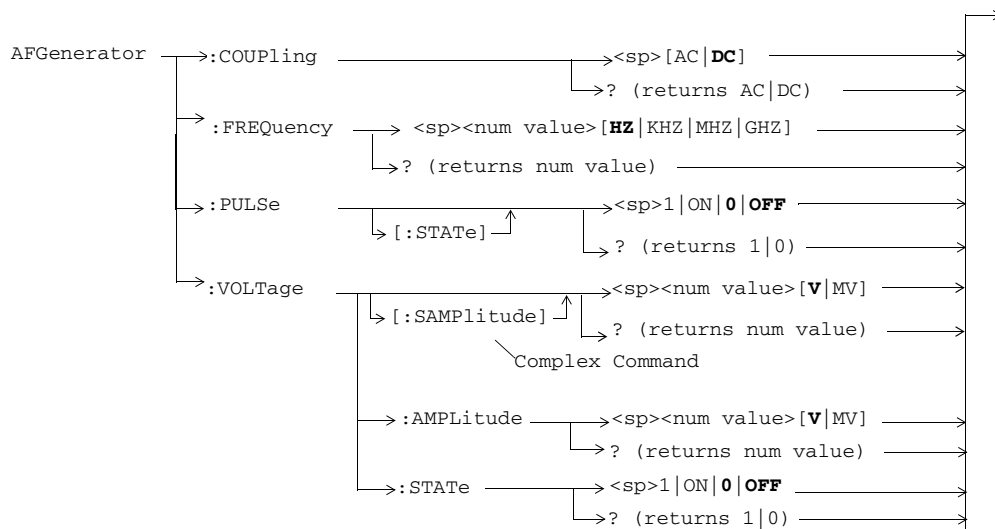 AFGenerator :COUPling <sp>[AC|DC]
? (returns AC|DC)
:FREQuency <sp><num value>[HZ|KHZ|MHZ|GHZ]
? (returns num value)
:PULSe <sp>1|ON|0|OFF
[:STATe] ? (returns 1|0)
:VOLTage <sp><num value>[V|MV]
[:SAMPlitude] ? (returns num value)
Complex Command
:AMPLitude <sp><num value>[V|MV]
? (returns num value)
:STATe <sp>1|ON|0|OFF
? (returns 1|0)